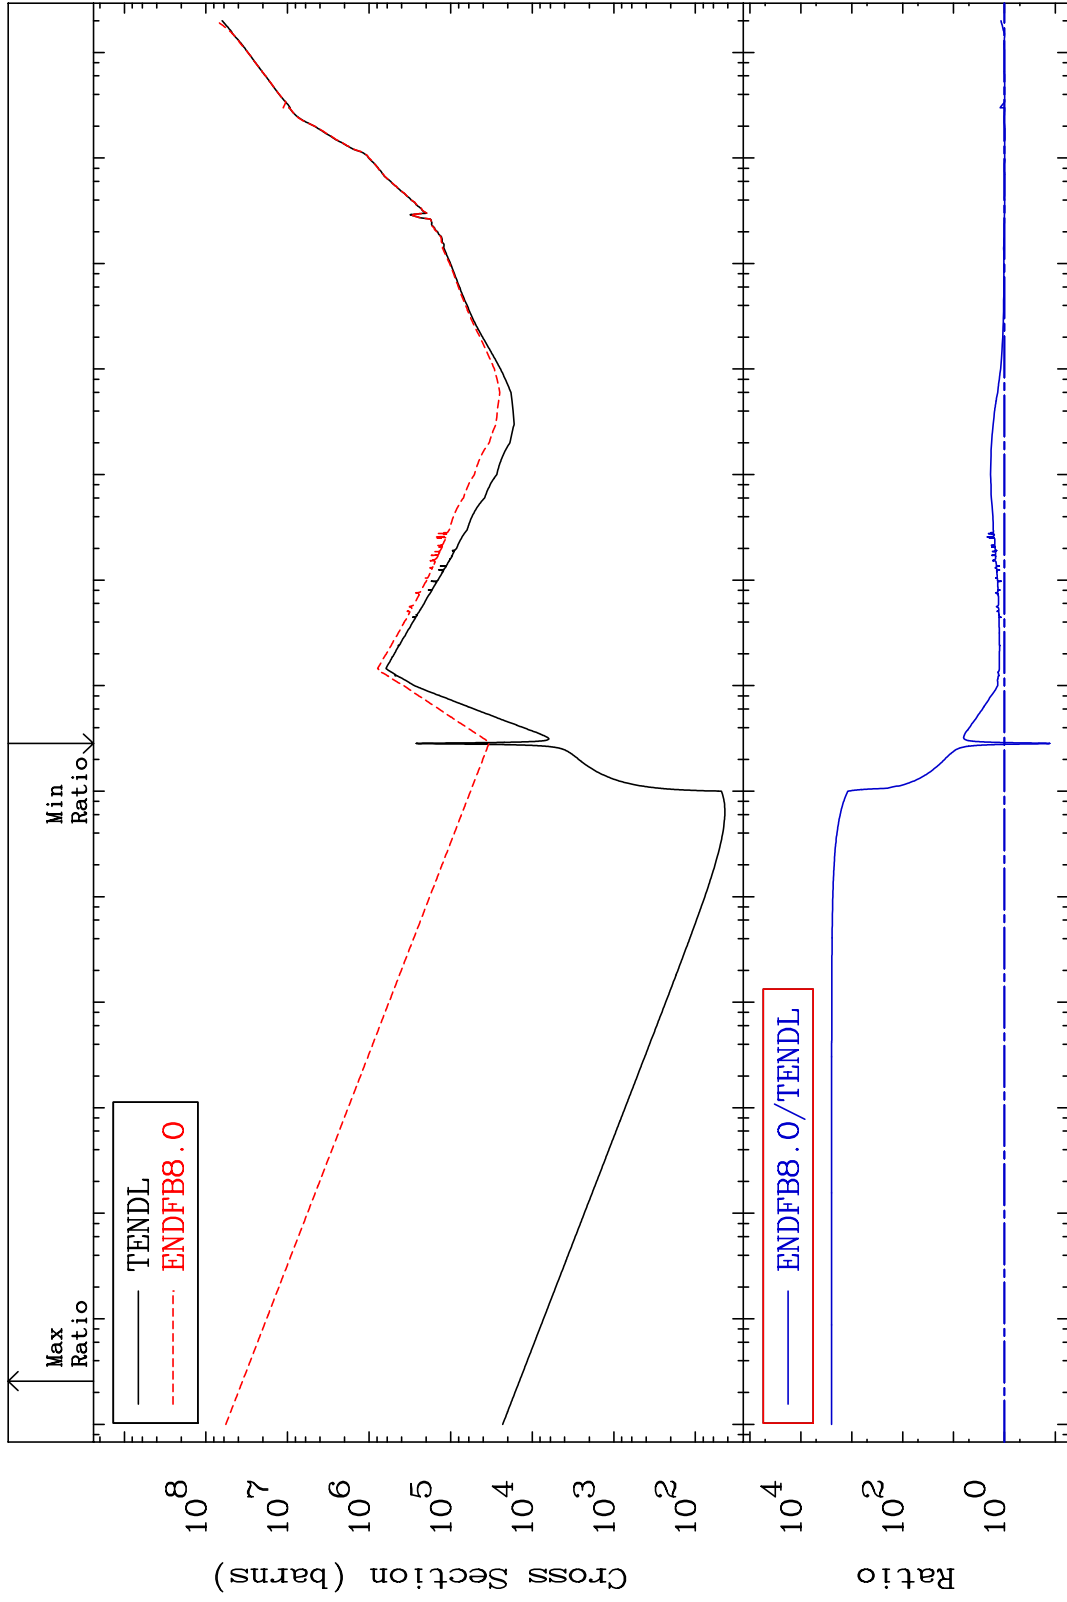 Max
Ratio
Min
Ratio
TENDL
ENDFB8.0
10^8
10^7
10^6
10^5
10^4
10^3
10^2
Cross Section (barns)
ENDFB8.0/TENDL
10^4
10^2
10^0
Ratio